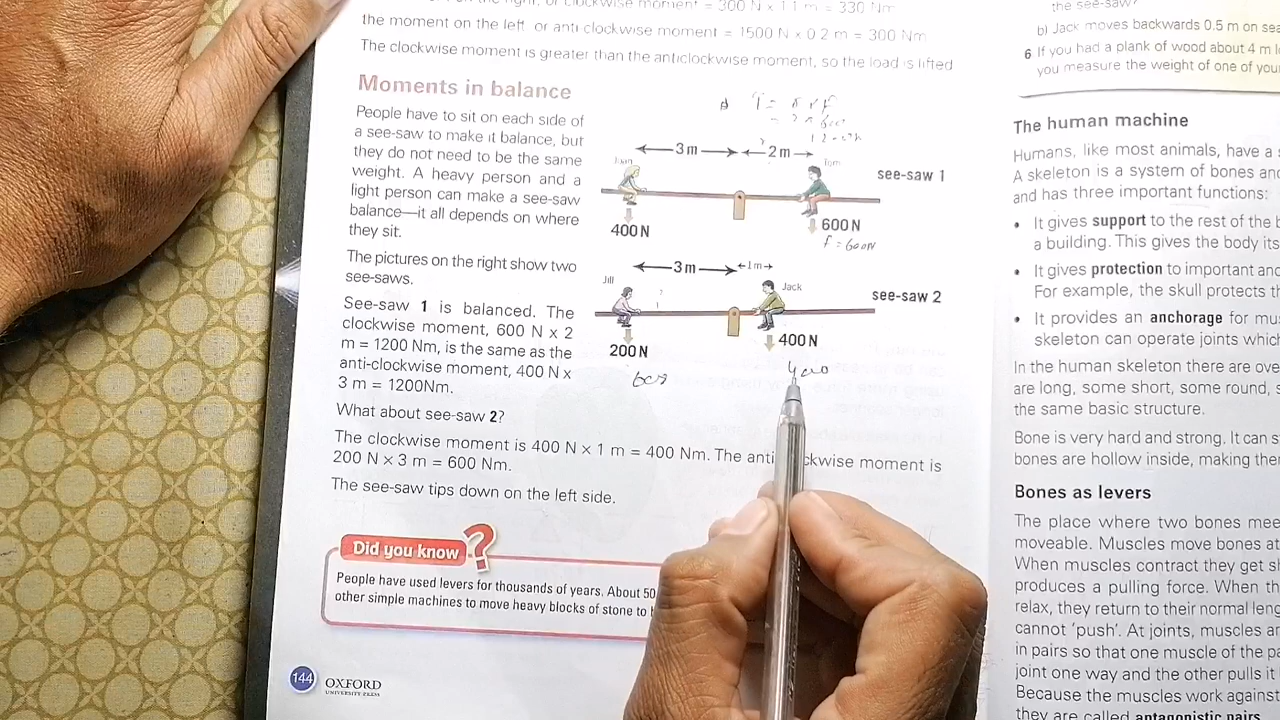 the moment on the left, or anti clockwise moment = 1500 N x 0.2 m = 300 Nm
The clockwise moment is greater than the anticlockwise moment, so the load is lifted
Moments in balance
People have to sit on each side of
a see-saw to make it balance, but
they do not need to be the same
weight. A heavy person and a
light person can make a see-saw
balance—it all depends on where
they sit.
The pictures on the right show two
see-saws.
See-saw 1 is balanced. The
clockwise moment, 600 N x 2
m = 1200 Nm, is the same as the
anti-clockwise moment, 400 N x
3 m = 1200Nm.
What about see-saw 2?
The clockwise moment is 400 N X 1 m = 400 Nm. The anti ckwise moment is
200 N X 3 m = 600 Nm.
The see-saw tips down on the left side.
3 m
2 m
Tom
see-saw 1
400 N
600 N
F = 600N
3 m
1m
Jill
Jack
see-saw 2
200 N
400 N
600
400
Did you know
?
People have used levers for thousands of years. About 50
other simple machines to move heavy blocks of stone to
144
OXFORD
UNIVERSITY PRESS
the see-saw?
b) Jack moves backwards 0.5 m on
6 If you had a plank of wood about 4 m
you measure the weight of one of
The human machine
Humans, like most animals, have a
A skeleton is a system of bones
and has three important functions:
• It gives support to the rest of the
a building. This gives the body
• It gives protection to important
For example, the skull protects
• It provides an anchorage for
skeleton can operate joints
In the human skeleton there are
are long, some short, some round,
the same basic structure.
Bone is very hard and strong. It can
bones are hollow inside, making
Bones as levers
The place where two bones
moveable. Muscles move bones at
When muscles contract they get
produces a pulling force. When
relax, they return to their normal
cannot 'push'. At joints, muscles
in pairs so that one muscle of the
joint one way and the other pulls it
Because the muscles work against
they are called antagonistic pairs